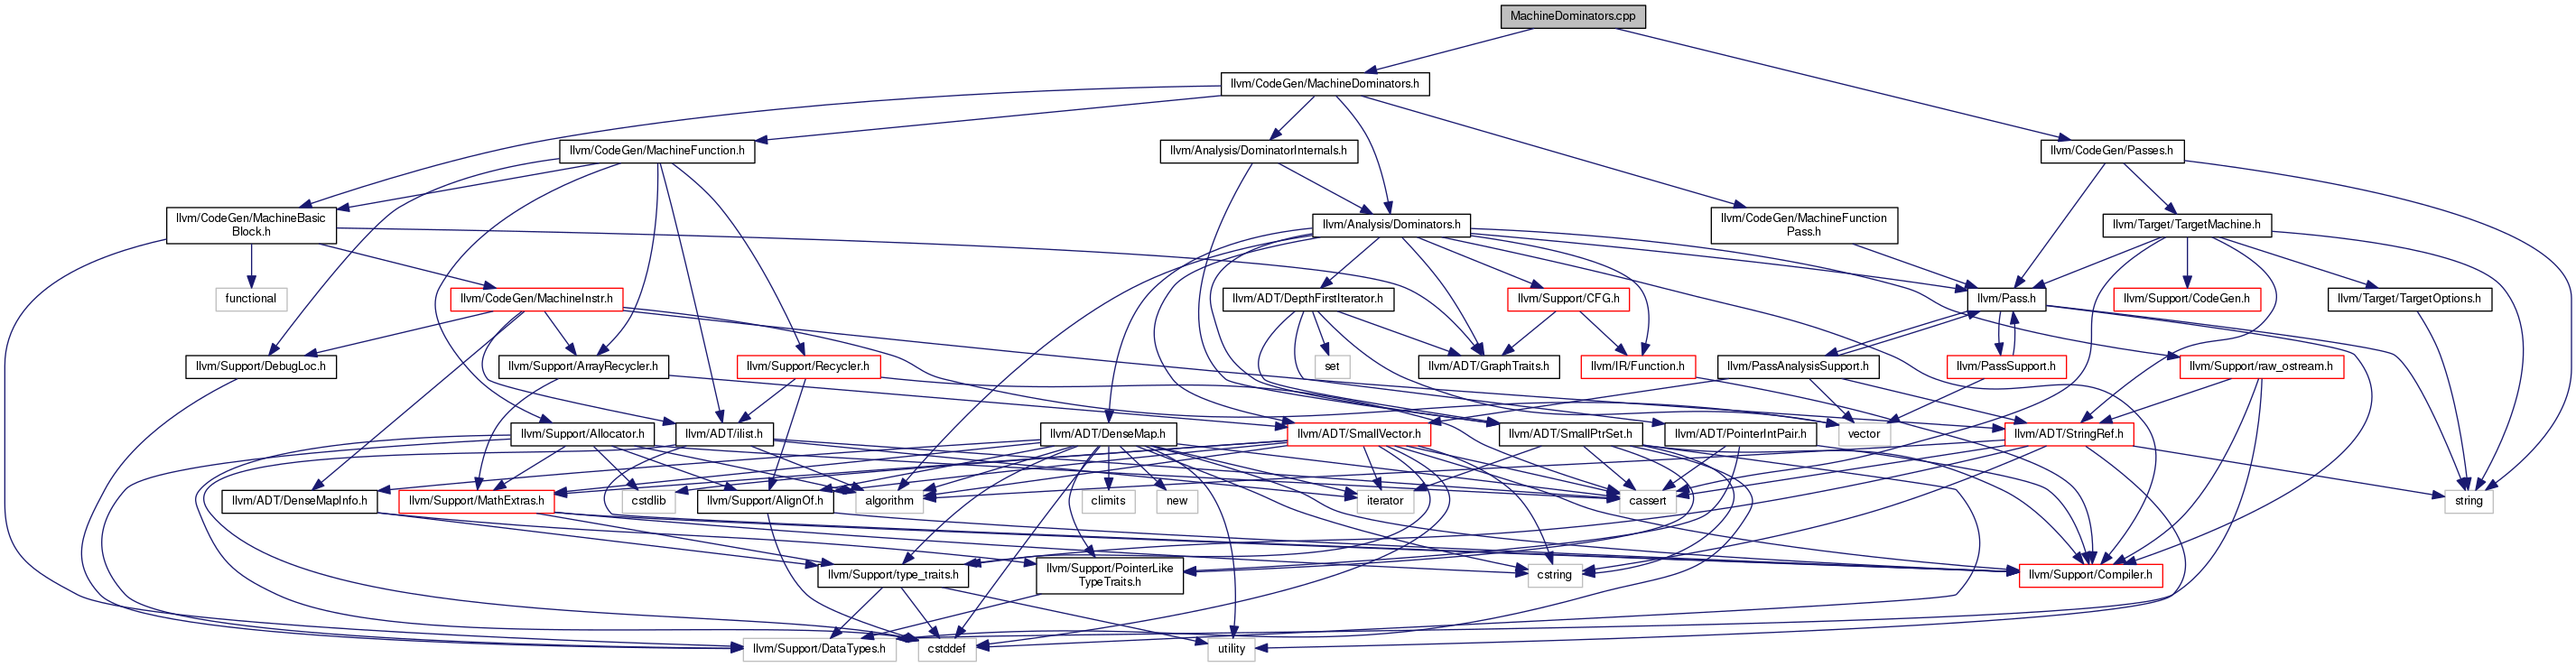 MachineDominators.cpp
llvm/CodeGen/MachineDominators.h
llvm/CodeGen/MachineFunction.h
llvm/Analysis/DominatorInternals.h
llvm/CodeGen/Passes.h
llvm/CodeGen/MachineBasic
Block.h
llvm/Analysis/Dominators.h
llvm/CodeGen/MachineFunction
Pass.h
llvm/Target/TargetMachine.h
functional
llvm/CodeGen/MachineInstr.h
llvm/ADT/DepthFirstIterator.h
llvm/Support/CFG.h
llvm/Pass.h
llvm/Support/CodeGen.h
llvm/Target/TargetOptions.h
llvm/Support/DebugLoc.h
llvm/Support/ArrayRecycler.h
llvm/Support/Recycler.h
set
llvm/ADT/GraphTraits.h
llvm/IR/Function.h
llvm/PassAnalysisSupport.h
llvm/PassSupport.h
llvm/Support/raw_ostream.h
llvm/Support/Allocator.h
llvm/ADT/ilist.h
llvm/ADT/DenseMap.h
llvm/ADT/SmallVector.h
llvm/ADT/SmallPtrSet.h
llvm/ADT/PointerIntPair.h
vector
llvm/ADT/StringRef.h
llvm/ADT/DenseMapInfo.h
llvm/Support/MathExtras.h
cstdlib
llvm/Support/AlignOf.h
algorithm
climits
new
iterator
cassert
string
llvm/Support/type_traits.h
llvm/Support/PointerLike
TypeTraits.h
cstring
llvm/Support/Compiler.h
llvm/Support/DataTypes.h
cstddef
utility